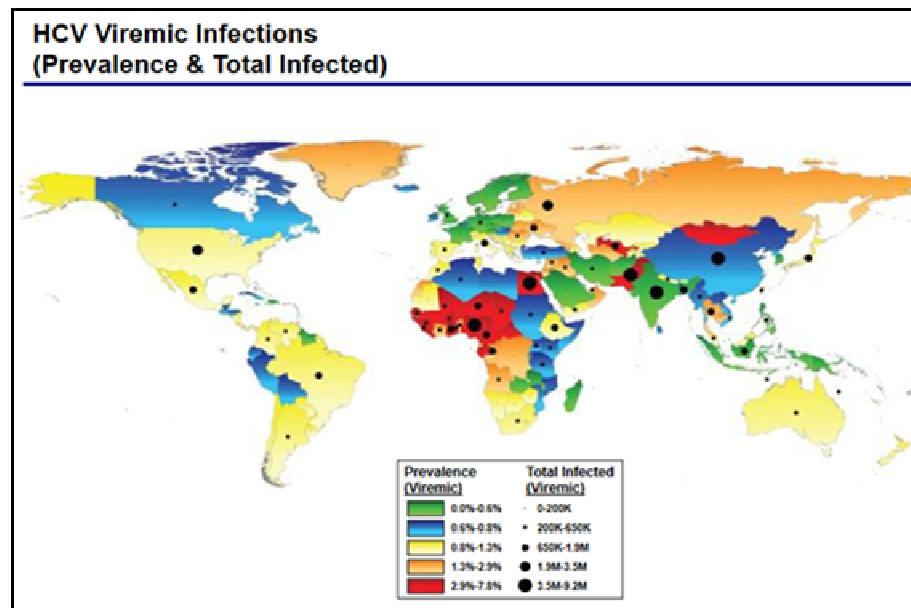 HCV Viremic Infections
(Prevalence & Total Infected)
Prevalence
(Viremic)
0.0%-0.6%
0.6%-0.8%
0.8%-1.3%
1.3%-2.9%
2.9%-7.8%
Total Infected
(Viremic)
0-200K
200K-650K
650K-1.9M
1.9M-3.5M
3.5M-9.2M